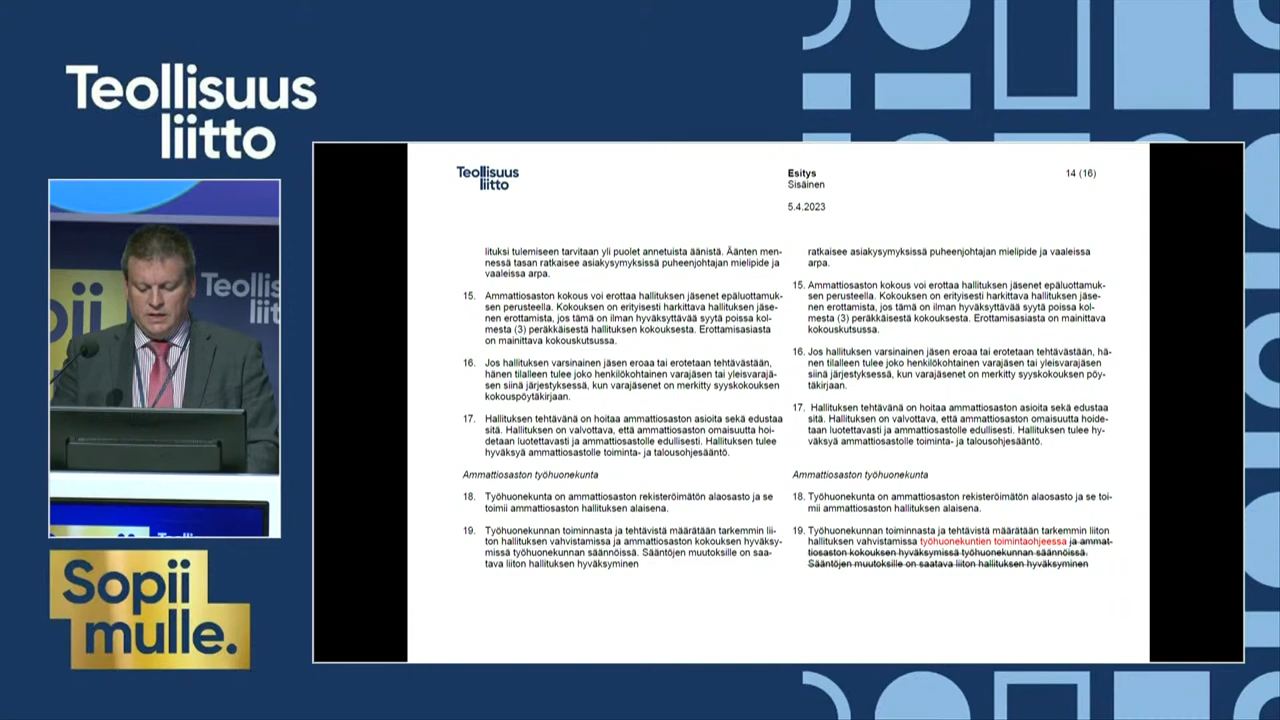 Teollisuus
liitto
Teollis
liit
öpii
Teollis
Sopii
mulle.
Teollisuus
liitto
Esitys
Sisäinen
14 (16)
5.4.2023
lituksi tulemiseen tarvitaan yli puolet annetuista äänistä. Äänten men-
nessä tasan ratkaisee asiakysymyksissä puheenjohtajan mielipide ja
vaaleissa arpa.
15. Ammattiosaston kokous voi erottaa hallituksen jäsenet epäluottamuk-
sen perusteella. Kokouksen on erityisesti harkittava hallituksen jäse-
nen erottamista, jos tämä on ilman hyväksyttävää syytä poissa kol-
mesta (3) peräkkäisestä hallituksen kokouksesta. Erottamisasiasta
on mainittava kokouskutsussa.
16. Jos hallituksen varsinainen jäsen eroaa tai erotetaan tehtävästään,
hänen tilalleen tulee joko henkilökohtainen varajäsen tai yleisvarajä-
sen siinä järjestyksessä, kun varajäsenet on merkitty syyskokouksen
kokouspöytäkirjaan.
17. Hallituksen tehtävänä on hoitaa ammattiosaston asioita sekä edustaa
sitä. Hallituksen on valvottava, että ammattiosaston omaisuutta hoi-
detaan luotettavasti ja ammattiosastolle edullisesti. Hallituksen tulee
hyväksyä ammattiosastolle toiminta- ja talousohjesääntö.
Ammattiosaston työhuonekunta
18. Työhuonekunta on ammattiosaston rekisteröimätön alaosasto ja se
toimii ammattiosaston hallituksen alaisena.
19. Työhuonekunnan toiminnasta ja tehtävistä määrätään tarkemmin lii-
ton hallituksen vahvistamissa ja ammattiosaston kokouksen hyväksy-
missä työhuonekunnan säännöissä. Sääntöjen muutoksille on saa-
tava liiton hallituksen hyväksyminen
ratkaisee asiakysymyksissä puheenjohtajan mielipide ja vaaleissa
arpa.
15. Ammattiosaston kokous voi erottaa hallituksen jäsenet epäluottamuk-
sen perusteella. Kokouksen on erityisesti harkittava hallituksen jäse-
nen erottamista, jos tämä on ilman hyväksyttävää syytä poissa kol-
mesta (3) peräkkäisestä hallituksen kokouksesta. Erottamisasiasta on mainittava
kokouskutsussa.
16. Jos hallituksen varsinainen jäsen eroaa tai erotetaan tehtävästään, hä-
nen tilalleen tulee joko henkilökohtainen varajäsen tai yleisvarajäsen
siinä järjestyksessä, kun varajäsenet on merkitty syyskokouksen pöy-
täkirjaan.
17. Hallituksen tehtävänä on hoitaa ammattiosaston asioita sekä edustaa
sitä. Hallituksen on valvottava, että ammattiosaston omaisuutta hoide-
taan luotettavasti ja ammattiosastolle edullisesti. Hallituksen tulee hy-
väksyä ammattiosastolle toiminta- ja talousohjesääntö.
Ammattiosaston työhuonekunta
18. Työhuonekunta on ammattiosaston rekisteröimätön alaosasto ja se toi-
mii ammattiosaston hallituksen alaisena.
19. Työhuonekunnan toiminnasta ja tehtävistä määrätään tarkemmin liiton
hallituksen vahvistamissa työhuonekuntien toimintaohjeessa ja ammat-
tiosaston kokouksen hyväksymissä työhuonekunnan säännöissä.
Sääntöjen muutoksille on saatava liiton hallituksen hyväksyminen